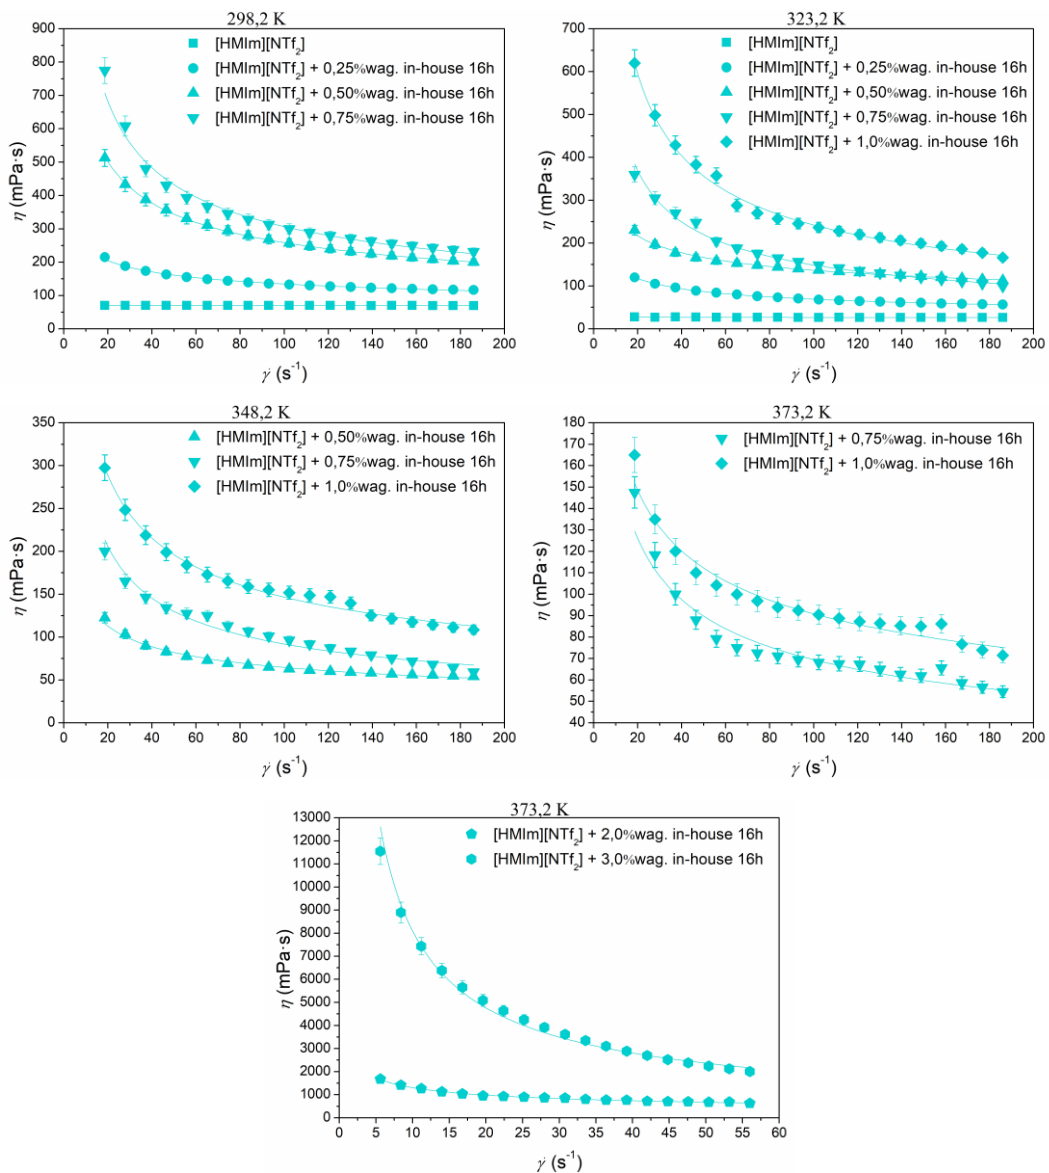 298,2 K
900
800
700
600
500
400
300
200
100
0
η (mPa·s)
[HMIm][NTf₂]
[HMIm][NTf₂] + 0,25%wag. in-house 16h
[HMIm][NTf₂] + 0,50%wag. in-house 16h
[HMIm][NTf₂] + 0,75%wag. in-house 16h
0 20 40 60 80 100 120 140 160 180 200
γ̇ (s⁻¹)
323,2 K
700
600
500
400
300
200
100
0
η (mPa·s)
[HMIm][NTf₂]
[HMIm][NTf₂] + 0,25%wag. in-house 16h
[HMIm][NTf₂] + 0,50%wag. in-house 16h
[HMIm][NTf₂] + 0,75%wag. in-house 16h
[HMIm][NTf₂] + 1,0%wag. in-house 16h
0 20 40 60 80 100 120 140 160 180 200
γ̇ (s⁻¹)
348,2 K
350
300
250
200
150
100
50
0
η (mPa·s)
[HMIm][NTf₂] + 0,50%wag. in-house 16h
[HMIm][NTf₂] + 0,75%wag. in-house 16h
[HMIm][NTf₂] + 1,0%wag. in-house 16h
0 20 40 60 80 100 120 140 160 180 200
γ̇ (s⁻¹)
373,2 K
180
170
160
150
140
130
120
110
100
90
80
70
60
50
40
η (mPa·s)
[HMIm][NTf₂] + 0,75%wag. in-house 16h
[HMIm][NTf₂] + 1,0%wag. in-house 16h
0 20 40 60 80 100 120 140 160 180 200
γ̇ (s⁻¹)
373,2 K
13000
12000
11000
10000
9000
8000
7000
6000
5000
4000
3000
2000
1000
0
η (mPa·s)
[HMIm][NTf₂] + 2,0%wag. in-house 16h
[HMIm][NTf₂] + 3,0%wag. in-house 16h
0 5 10 15 20 25 30 35 40 45 50 55 60
γ̇ (s⁻¹)